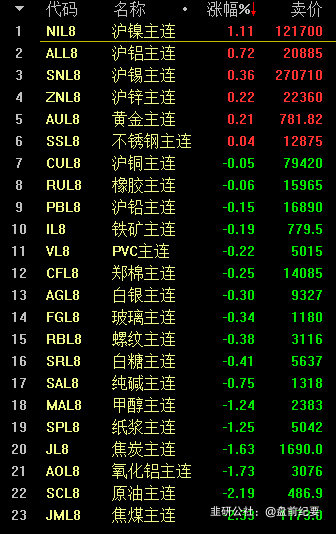 代码 名称 • 涨幅%↓ 卖价
1 NIL8 沪镍主连 1.11 121700
2 ALL8 沪铝主连 0.72 20885
3 SNL8 沪锡主连 0.36 270710
4 ZNL8 沪锌主连 0.22 22360
5 AUL8 黄金主连 0.21 781.82
6 SSL8 不锈钢主连 0.04 12875
7 CUL8 沪铜主连 -0.05 79420
8 RUL8 橡胶主连 -0.06 15965
9 PBL8 沪铅主连 -0.15 16890
10 IL8 铁矿主连 -0.19 779.5
11 VL8 PVC主连 -0.22 5015
12 CFL8 郑棉主连 -0.25 14085
13 AGL8 白银主连 -0.30 9327
14 FGL8 玻璃主连 -0.34 1180
15 RBL8 螺纹主连 -0.38 3116
16 SRL8 白糖主连 -0.41 5637
17 SAL8 纯碱主连 -0.75 1318
18 MAL8 甲醇主连 -1.24 2383
19 SPL8 纸浆主连 -1.25 5042
20 JL8 焦炭主连 -1.63 1690.0
21 AOL8 氧化铝主连 -1.73 3076
22 SCL8 原油主连 -2.19 486.9
23 JML8 焦煤主连
韭研公社：@盘前纪要